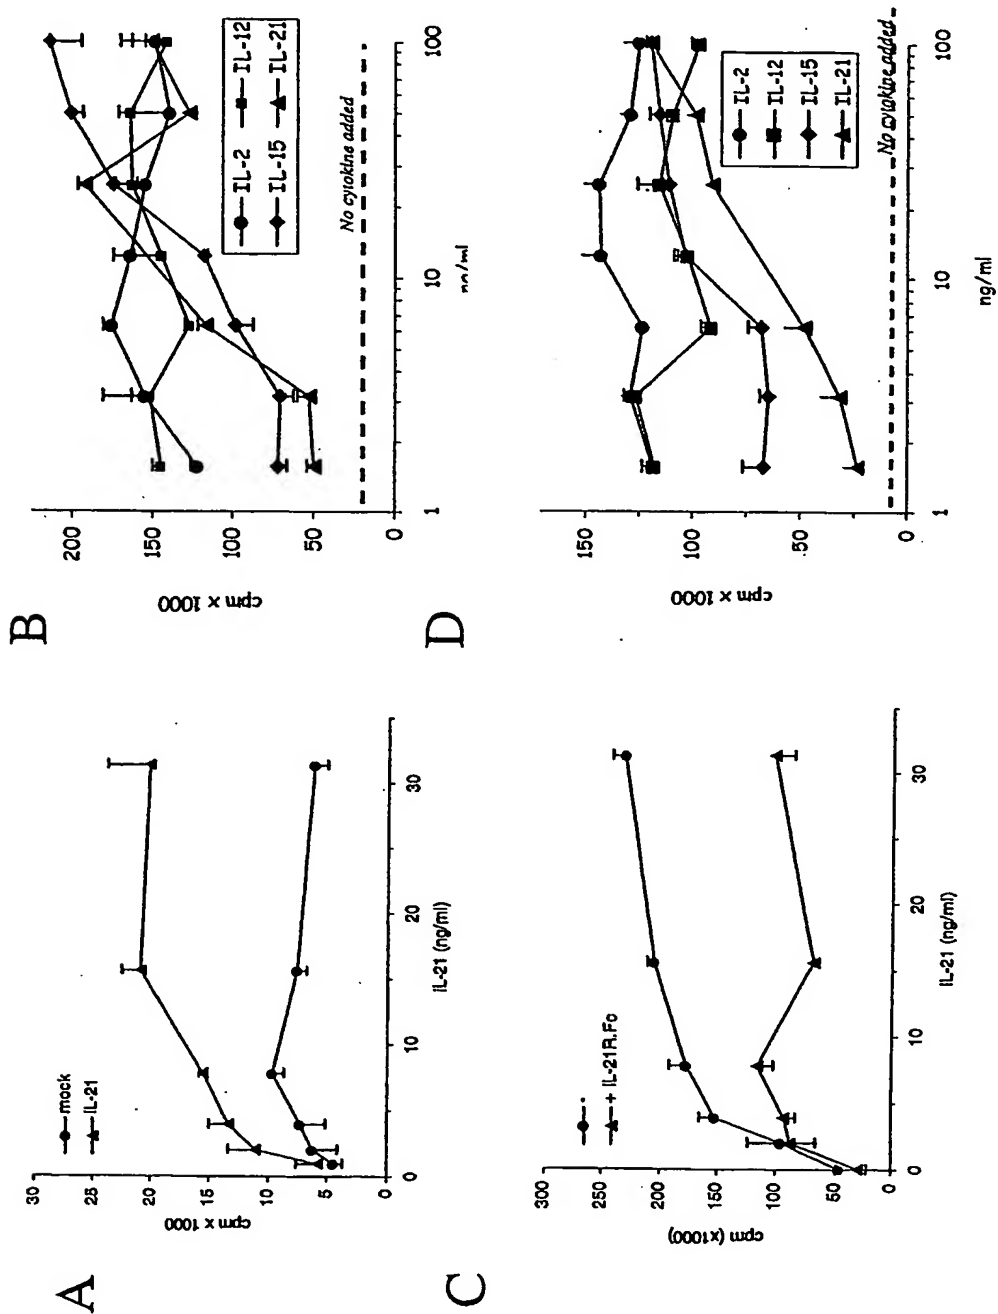 A
mock
IL-21
30
25
20
15
10
5
0
cpm x 1000
0
10
20
30
IL-21 (ng/ml)
B
200
150
100
50
0
cpm x 1000
1
10
100
ng/ml
IL-2
IL-12
IL-15
IL-21
No cytokine added
C
+ IL-21R.Fc
300
250
200
150
100
50
0
cpm (x1000)
0
10
20
30
IL-21 (ng/ml)
D
150
100
50
0
cpm x 1000
1
10
100
ng/ml
IL-2
IL-12
IL-15
IL-21
No cytokine added